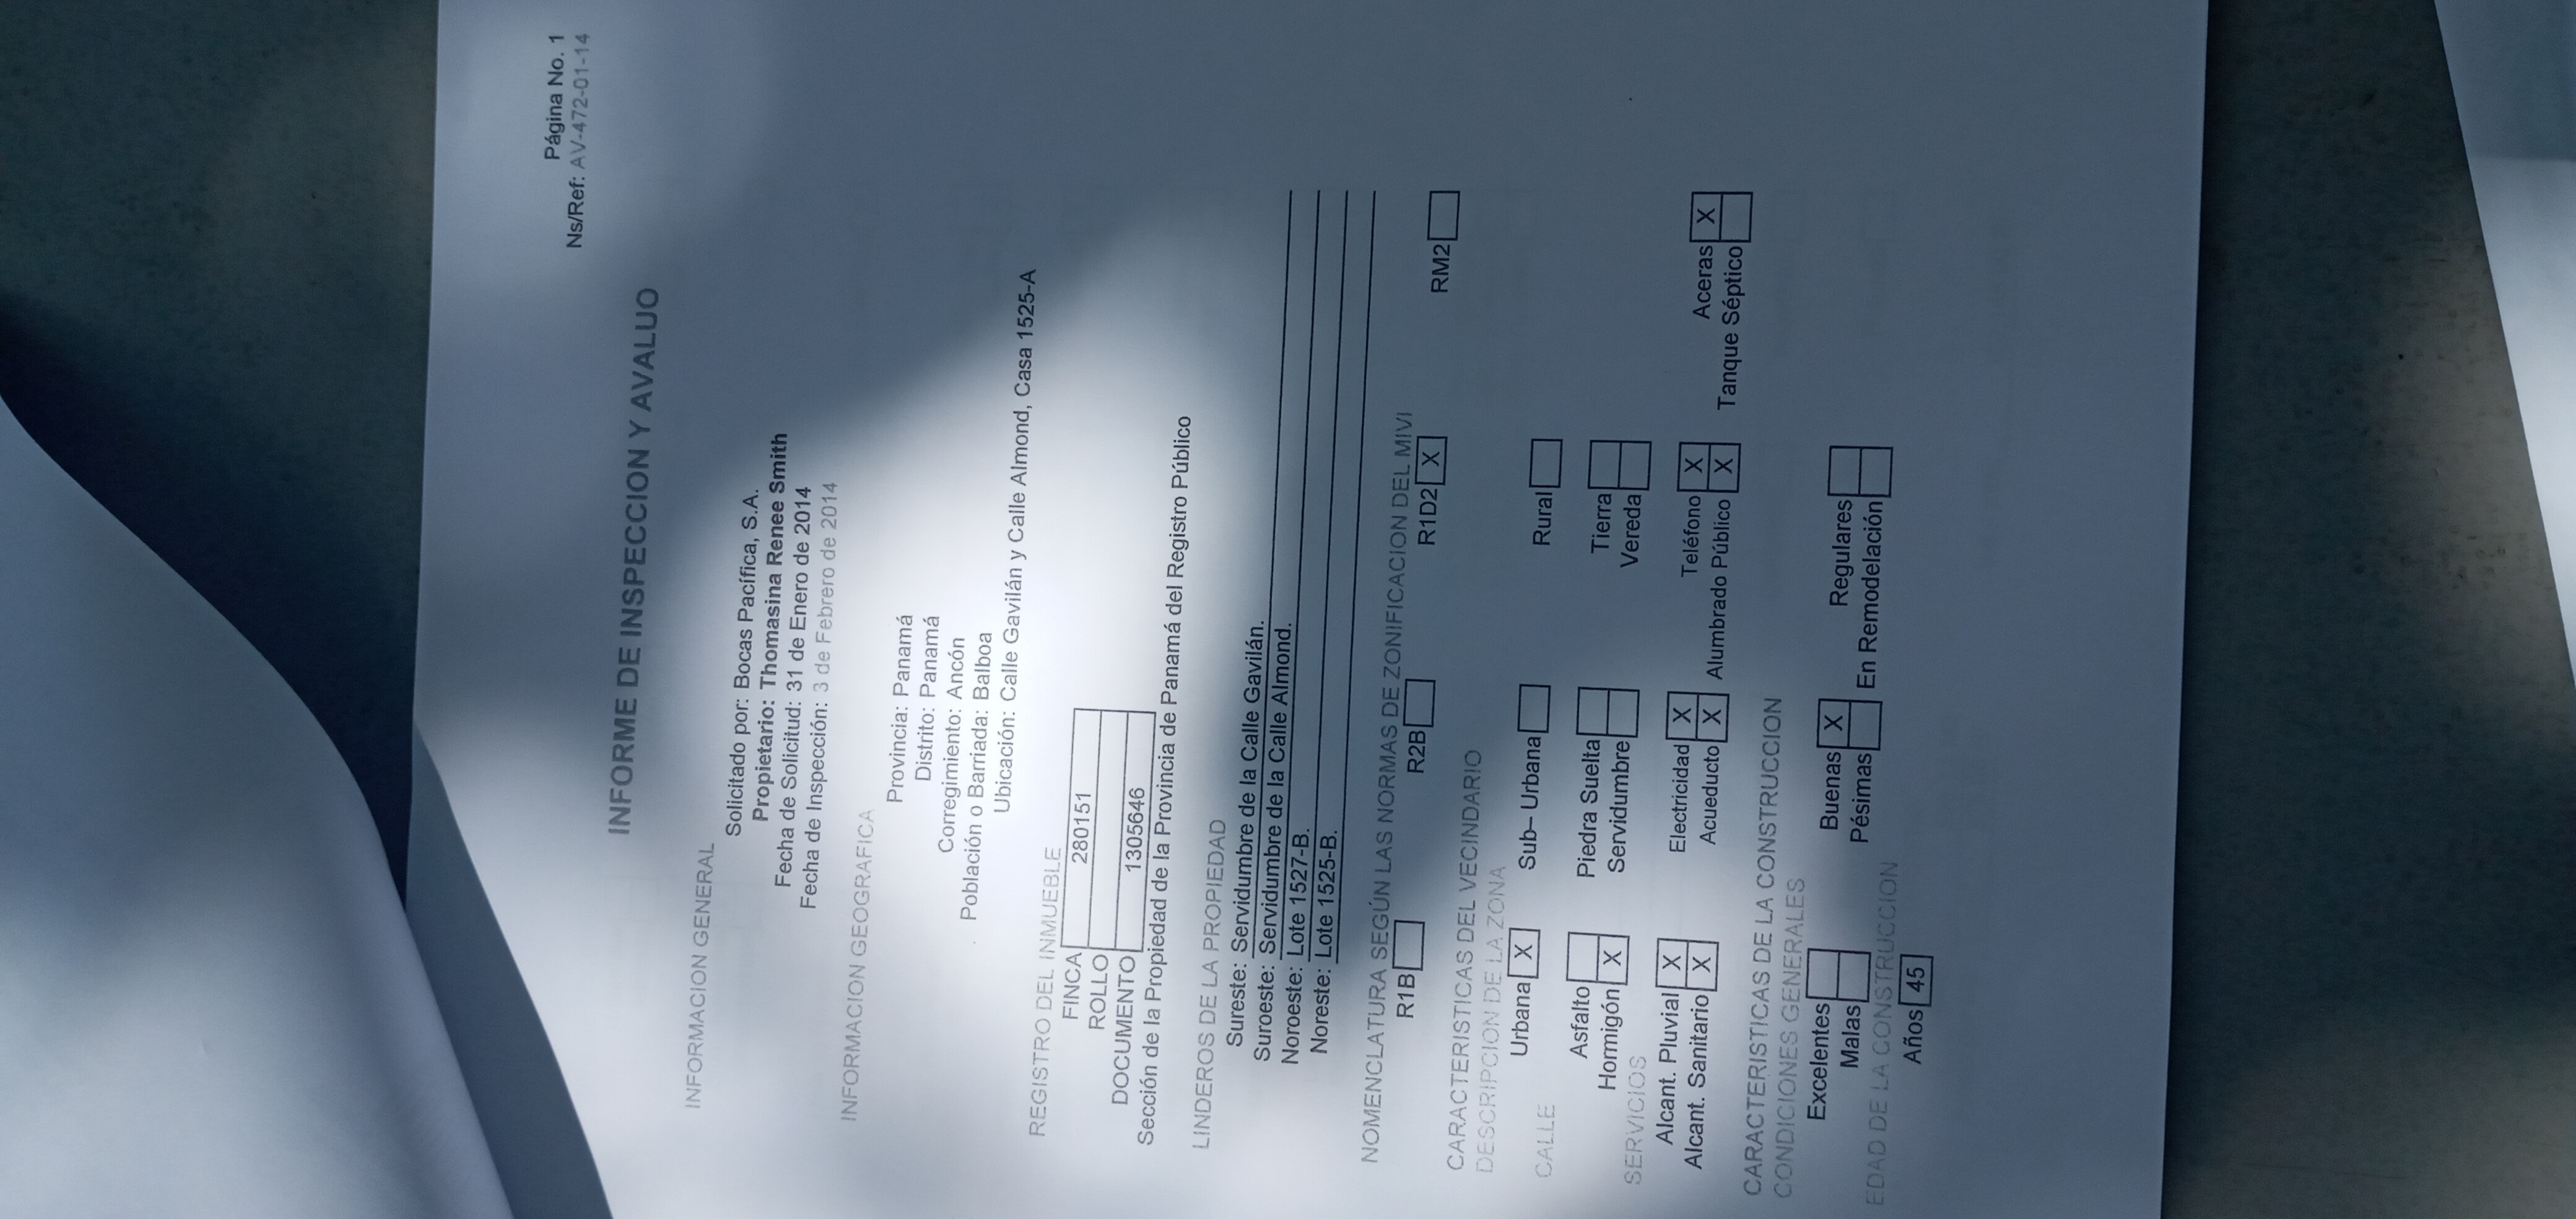 Página No. 1
Ns/Ref: AV-472-01-14
INFORME DE INSPECCION Y AVALUO
INFORMACION GENERAL
Solicitado por: Bocas Pacífica, S.A.
Propietario: Thomasina Renee Smith
Fecha de Solicitud: 31 de Enero de 2014
Fecha de Inspección: 3 de Febrero de 2014
INFORMACION GEOGRAFICA
Provincia: Panamá
Distrito: Panamá
Corregimiento: Ancón
Población o Barriada: Balboa
Ubicación: Calle Gavilán y Calle Almond, Casa 1525-A
REGISTRO DEL INMUEBLE
FINCA 280151
ROLLO
DOCUMENTO 1305646
Sección de la Propiedad de la Provincia de Panamá del Registro Público
LINDEROS DE LA PROPIEDAD
Sureste: Servidumbre de la Calle Gavilán.
Suroeste: Servidumbre de la Calle Almond.
Noroeste: Lote 1527-B.
Noreste: Lote 1525-B.
NOMENCLATURA SEGÚN LAS NORMAS DE ZONIFICACION DEL MIVI
R1B R2B R1D2 X RM2
CARACTERISTICAS DEL VECINDARIO
DESCRIPCION DE LA ZONA
Urbana X Sub– Urbana Rural
CALLE
Asfalto Piedra Suelta Tierra
Hormigón X Servidumbre Vereda
SERVICIOS
Alcant. Pluvial X Electricidad X Teléfono X Aceras X
Alcant. Sanitario X Acueducto X Alumbrado Público X Tanque Séptico
CARACTERISTICAS DE LA CONSTRUCCION
CONDICIONES GENERALES
Excelentes Buenas X Regulares
Malas Pésimas En Remodelación
EDAD DE LA CONSTRUCCION
Años 45